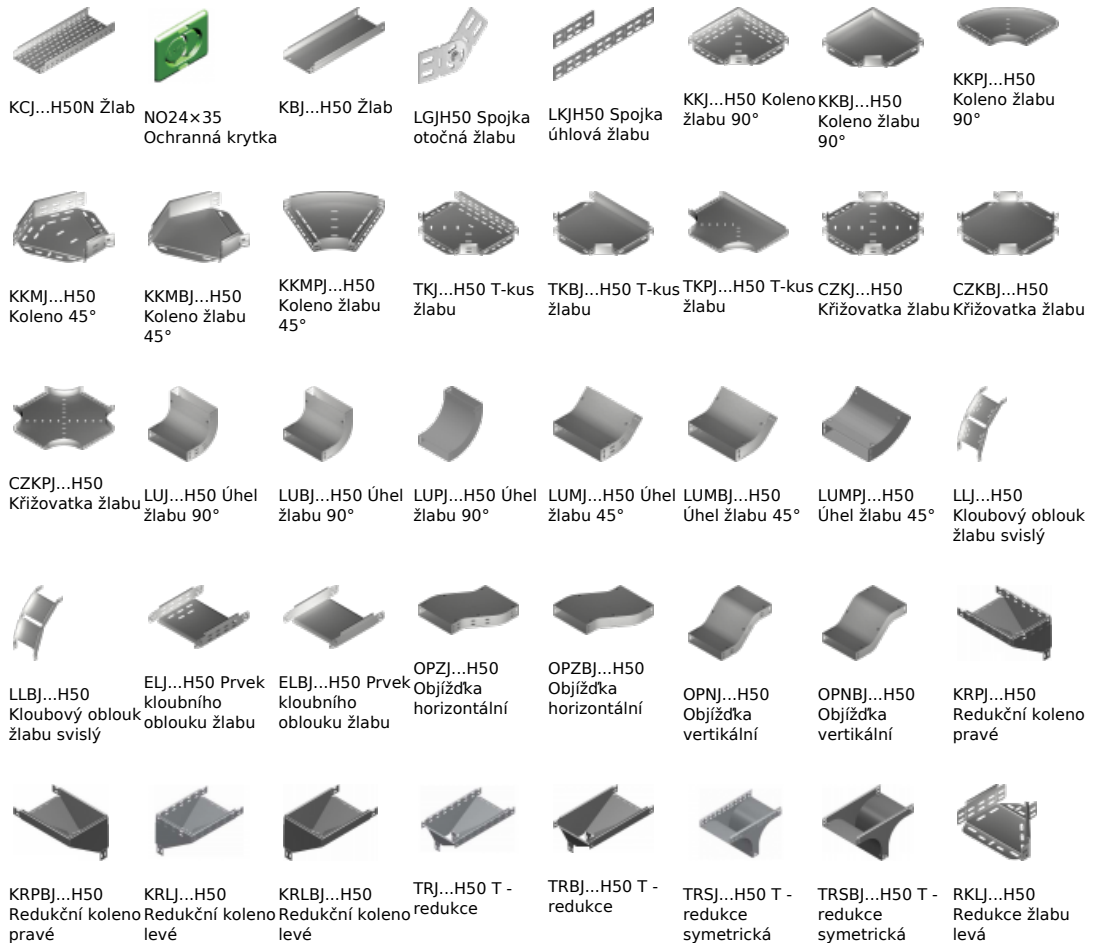 KCJ...H50N Žlab
NO24×35
Ochranná krytka
KBJ...H50 Žlab
LGJH50 Spojka
otočná žlabu
LKJH50 Spojka
úhlová žlabu
KKJ...H50 Koleno
žlabu 90°
KKBJ...H50
Koleno žlabu
90°
KKPJ...H50
Koleno žlabu
90°
KKMJ...H50
Koleno 45°
KKMBJ...H50
Koleno žlabu
45°
KKMPJ...H50
Koleno žlabu
45°
TKJ...H50 T-kus
žlabu
TKBJ...H50 T-kus
žlabu
TKPJ...H50 T-kus
žlabu
CZKJ...H50
Křižovatka žlabu
CZKBJ...H50
Křižovatka žlabu
CZKPJ...H50
Křižovatka žlabu
LUJ...H50 Úhel
žlabu 90°
LUBJ...H50 Úhel
žlabu 90°
LUPJ...H50 Úhel
žlabu 90°
LUMJ...H50 Úhel
žlabu 45°
LUMBJ...H50
Úhel žlabu 45°
LUMPJ...H50
Úhel žlabu 45°
LLJ...H50
Kloubový oblouk
žlabu svislý
LLBJ...H50
Kloubový oblouk
žlabu svislý
ELJ...H50 Prvek
kloubního
oblouku žlabu
ELBJ...H50 Prvek
kloubního
oblouku žlabu
OPZJ...H50
Objížďka
horizontální
OPZBJ...H50
Objížďka
horizontální
OPNJ...H50
Objížďka
vertikální
OPNBJ...H50
Objížďka
vertikální
KRPJ...H50
Redukční koleno
pravé
KRPBJ...H50
Redukční koleno
pravé
KRLJ...H50
Redukční koleno
levé
KRLBJ...H50
Redukční koleno
levé
TRJ...H50 T -
redukce
TRBJ...H50 T -
redukce
TRSJ...H50 T -
redukce
symetrická
TRSBJ...H50 T -
redukce
symetrická
RKLJ...H50
Redukce žlabu
levá